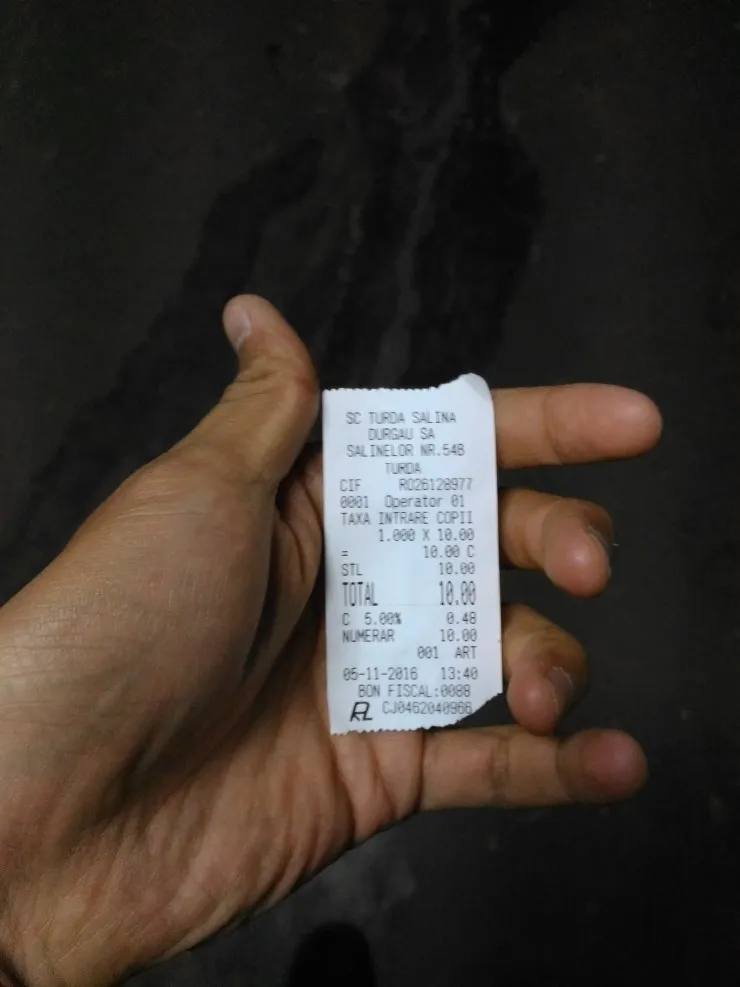 SC TURDA SALINA
DURGAU SA
SALINELOR NR.54B
TURDA
CIF RO26128977
0001 Operator 01
TAXA INTRARE COPII
1.000 X 10.00
= 10.00 C
STL 10.00
TOTAL 10.00
C 5.00% 0.48
NUMERAR 10.00
001 ART
05-11-2016 13:40
BON FISCAL:0088
CJ0462040966